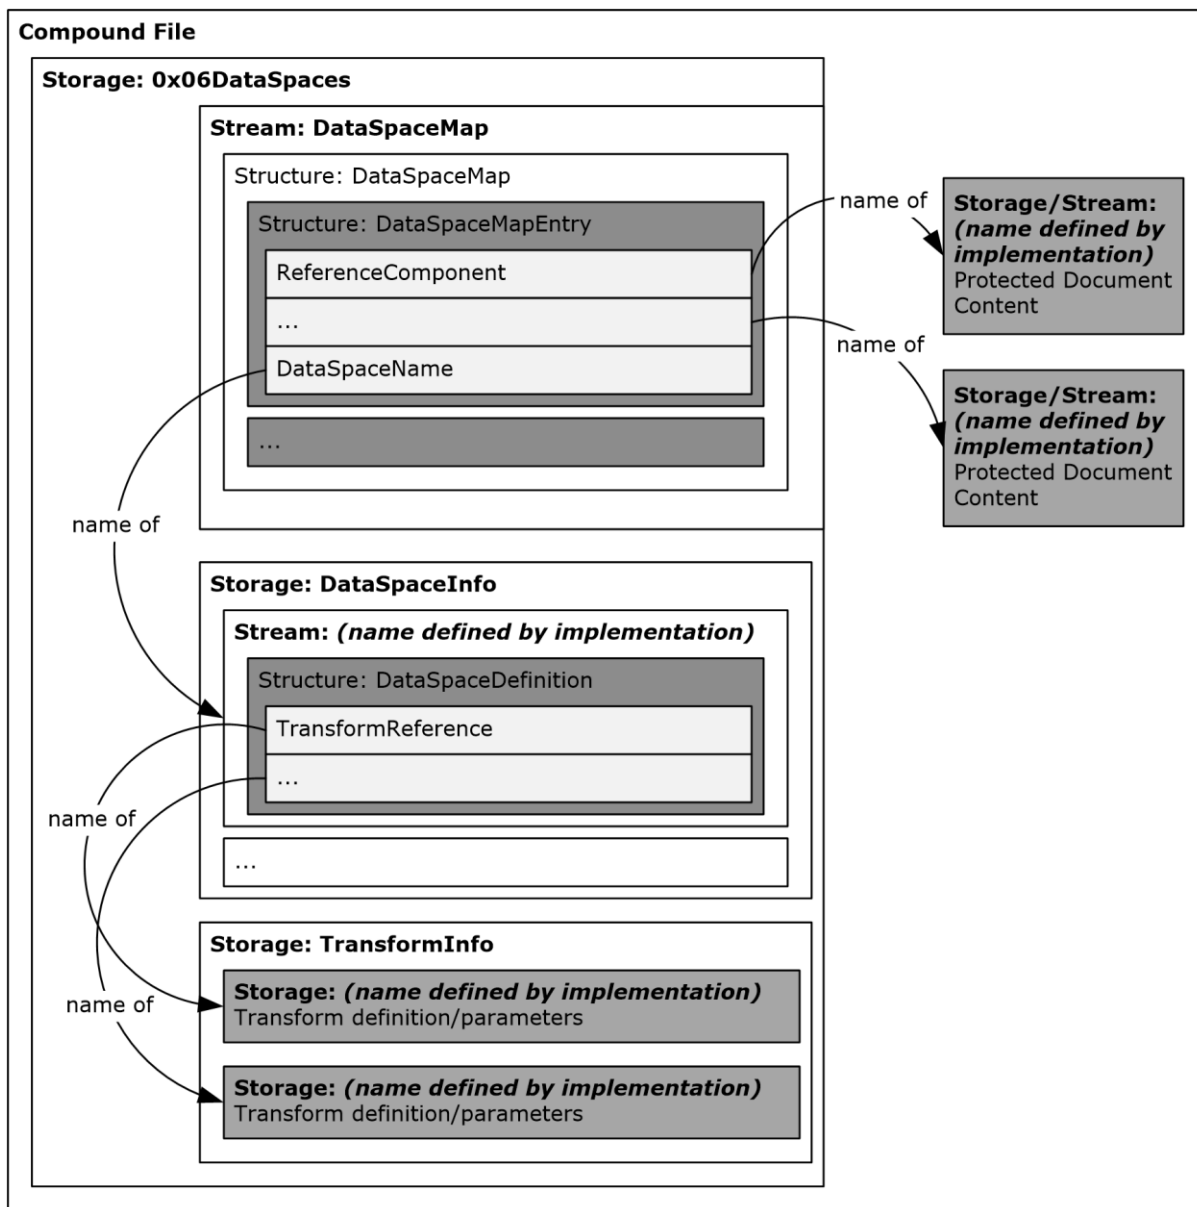 Compound File
Storage: 0x06DataSpaces
Stream: DataSpaceMap
Structure: DataSpaceMap
Structure: DataSpaceMapEntry
ReferenceComponent
...
DataSpaceName
...
name of
Storage/Stream:
(name defined by
implementation)
Protected Document
Content
name of
Storage/Stream:
(name defined by
implementation)
Protected Document
Content
name of
Storage: DataSpaceInfo
Stream: (name defined by implementation)
Structure: DataSpaceDefinition
TransformReference
...
...
name of
name of
Storage: TransformInfo
Storage: (name defined by implementation)
Transform definition/parameters
Storage: (name defined by implementation)
Transform definition/parameters